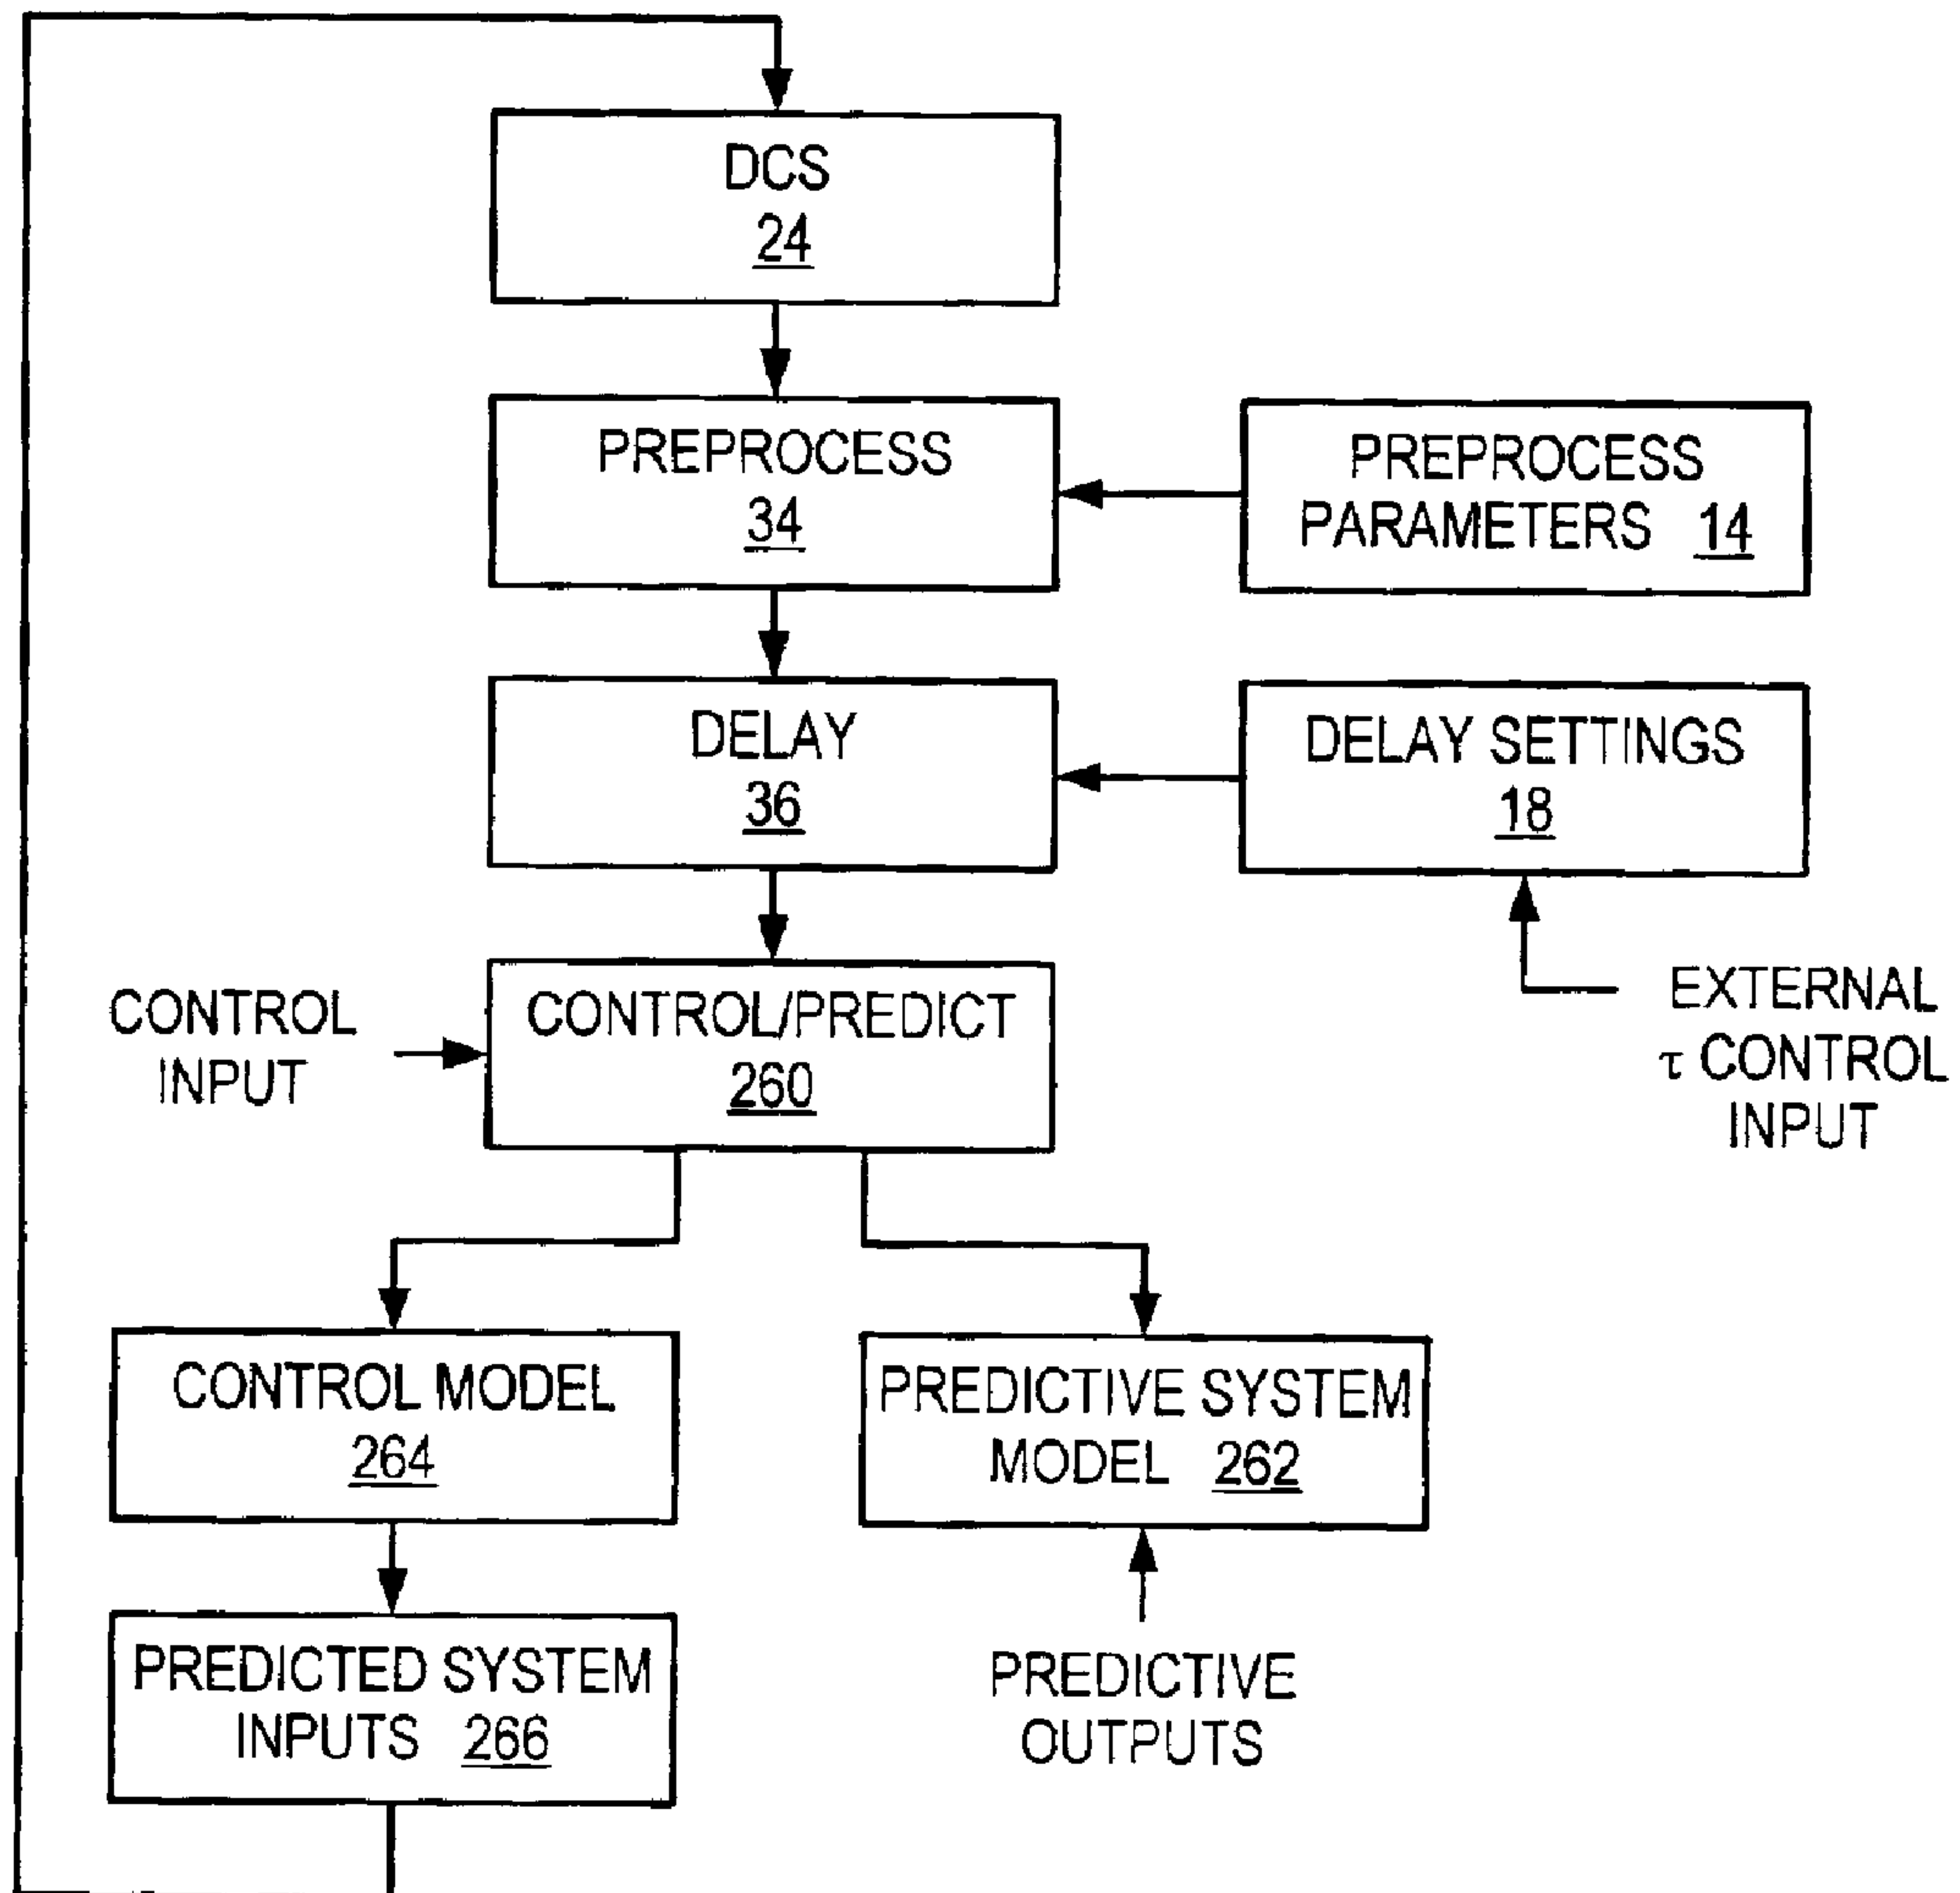 DCS
24
PREPROCESS
34
PREPROCESS
PARAMETERS 14
DELAY
36
DELAY SETTINGS
18
CONTROL
INPUT
CONTROL/PREDICT
260
EXTERNAL
τ CONTROL
INPUT
CONTROL MODEL
264
PREDICTIVE SYSTEM
MODEL 262
PREDICTED SYSTEM
INPUTS 266
PREDICTIVE
OUTPUTS